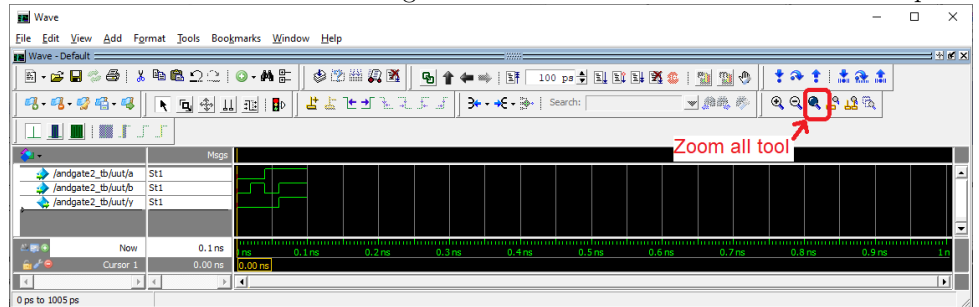 Wave
File Edit View Add Format Tools Bookmarks Window Help
Wave - Default
100 ps
Search:
Zoom all tool
Msgs
/andgate2_tb/uut/a St1
/andgate2_tb/uut/b St1
/andgate2_tb/uut/y St1
Now 0.1 ns
ns 0.1 ns 0.2 ns 0.3 ns 0.4 ns 0.5 ns 0.6 ns 0.7 ns 0.8 ns 0.9 ns 1 n
Cursor 1 0.00 ns 0.00 ns
0 ps to 1005 ps